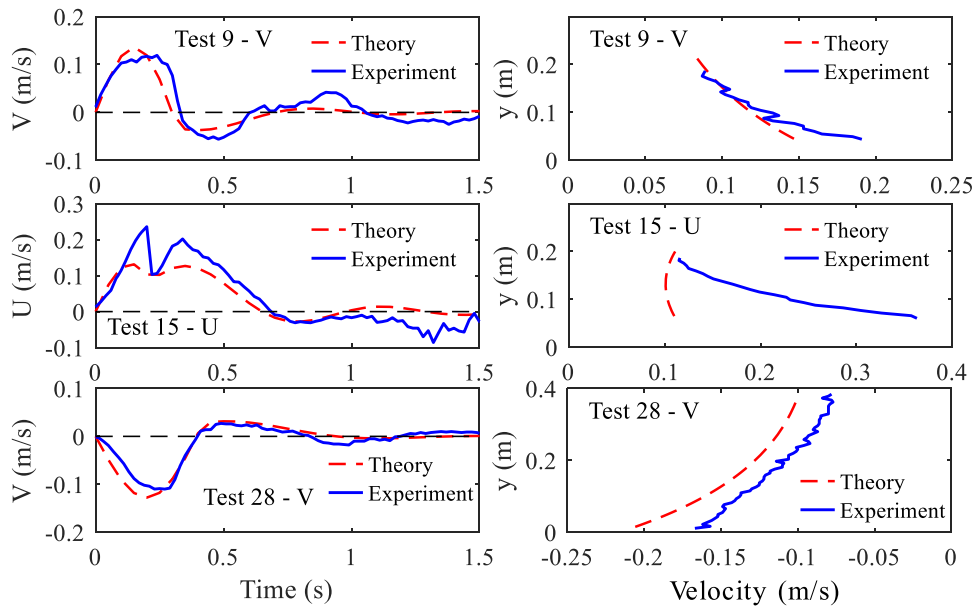 0.2
0.1
0
-0.1
V (m/s)
Test 9 - V
Theory
Experiment
0
0.5
1
1.5
0.4
0.2
0
y (m)
Test 9 - V
Theory
Experiment
0
0.05
0.1
0.15
0.2
0.25
0.3
0.2
0.1
0
-0.1
U (m/s)
Theory
Experiment
Test 15 - U
0
0.5
1
1.5
0.4
0.2
0
y (m)
Test 15 - U
Theory
Experiment
0
0.1
0.2
0.3
0.4
0.1
0
-0.1
-0.2
V (m/s)
Theory
Experiment
Test 28 - V
0
0.5
1
1.5
Time (s)
0.4
0.2
0
y (m)
Test 28 - V
Theory
Experiment
-0.25
-0.2
-0.15
-0.1
-0.05
0
Velocity (m/s)